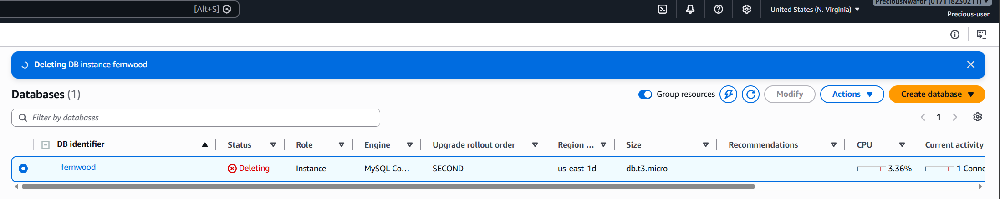 [Alt+S]
United States (N. Virginia)
PreciousNwafor (017118230211)
Precious-user
Deleting DB instance fernwood
Databases (1)
Group resources
Modify
Actions
Create database
Filter by databases
1
DB identifier Status Role Engine Upgrade rollout order Region ... Size Recommendations CPU Current activity
fernwood Deleting Instance MySQL Co... SECOND us-east-1d db.t3.micro 3.36% 1 Conne